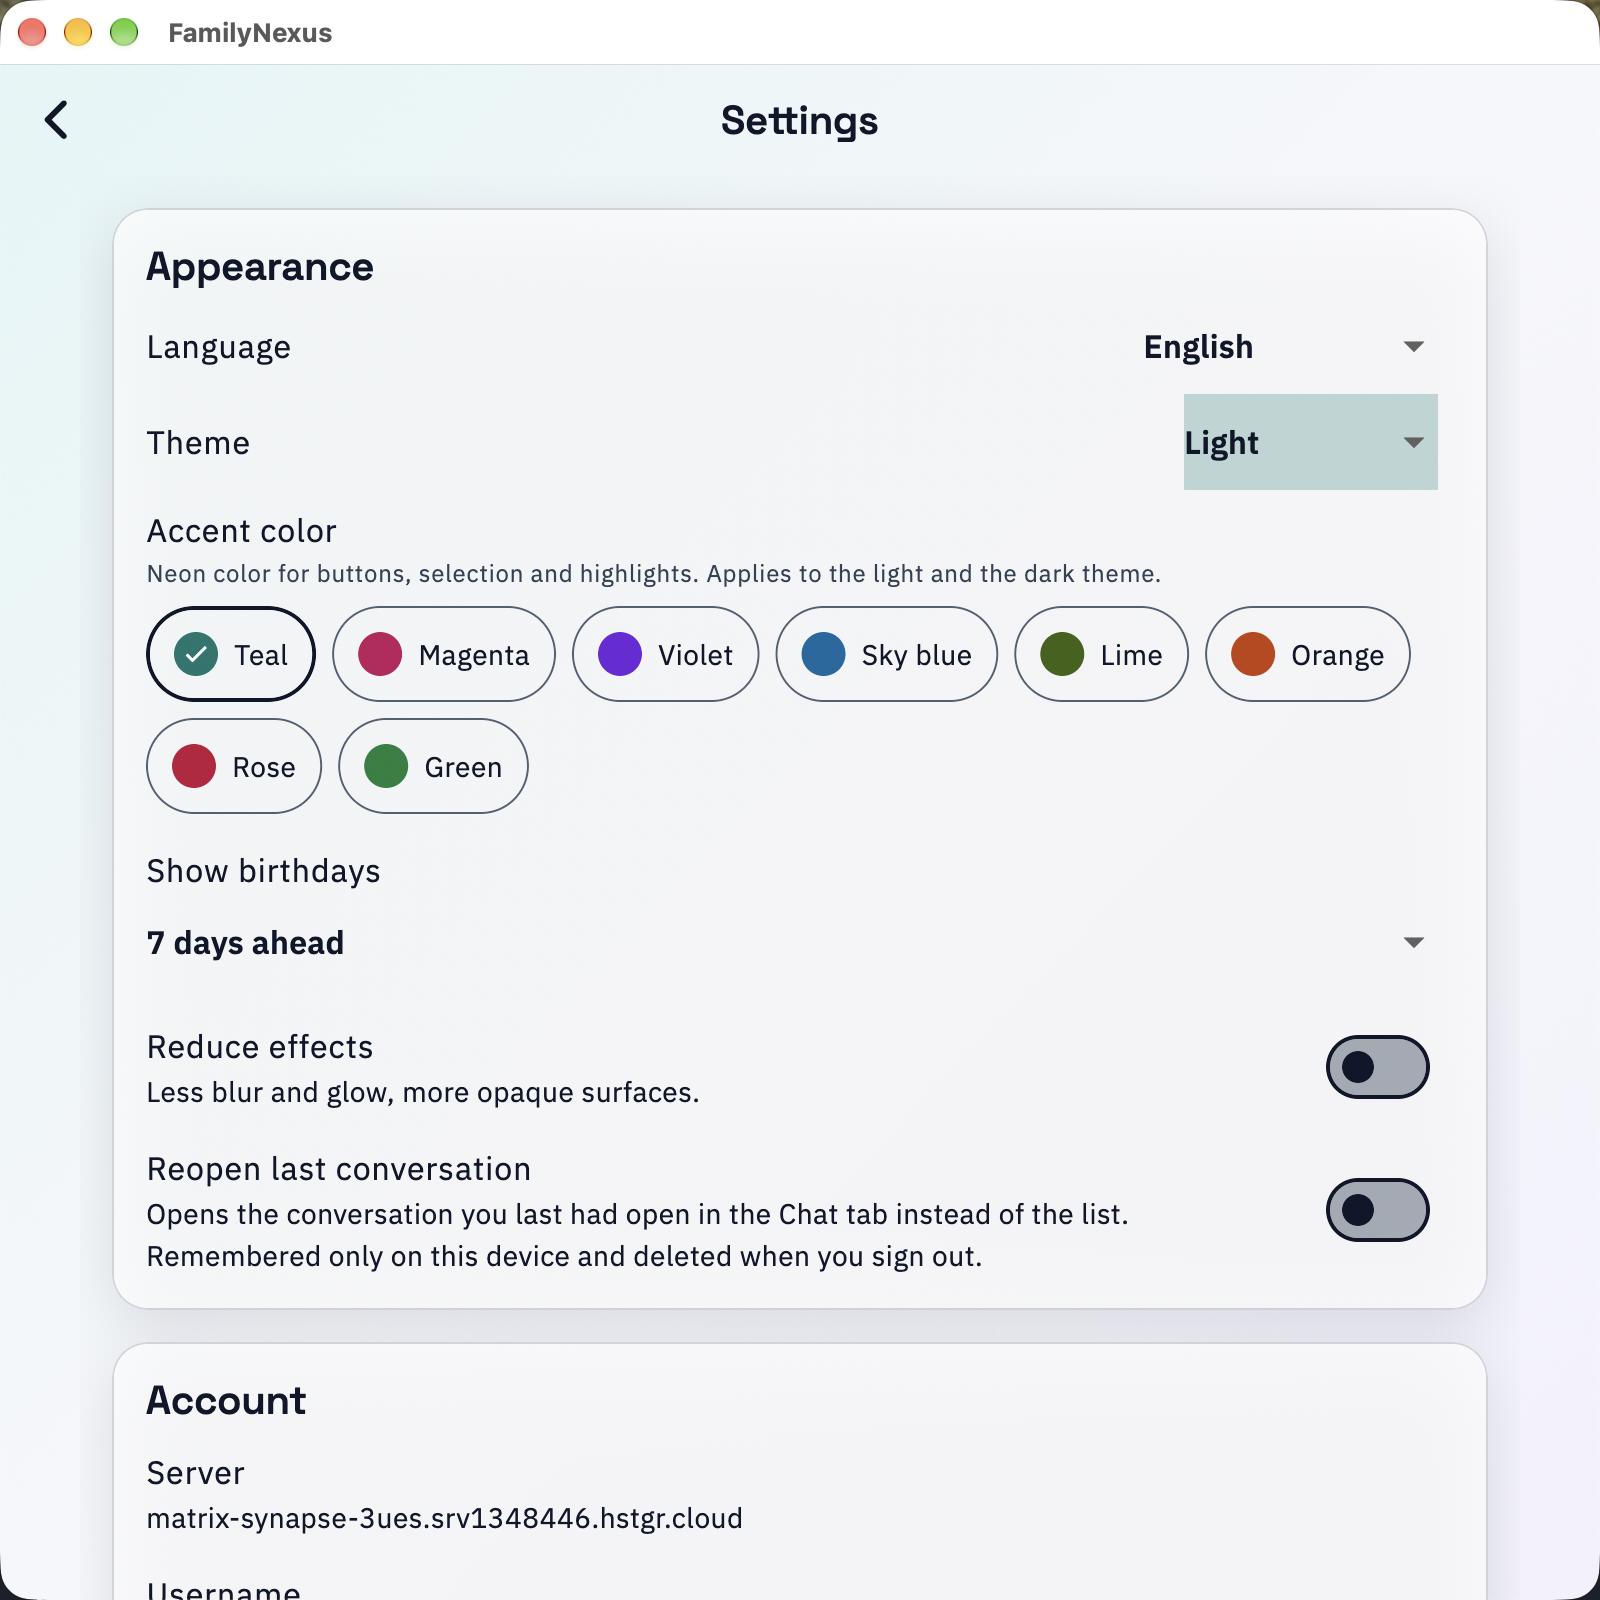 FamilyNexus
Settings
Appearance
Language English
Theme Light
Accent color
Neon color for buttons, selection and highlights. Applies to the light and the dark theme.
Teal Magenta Violet Sky blue Lime Orange
Rose Green
Show birthdays
7 days ahead
Reduce effects
Less blur and glow, more opaque surfaces.
Reopen last conversation
Opens the conversation you last had open in the Chat tab instead of the list.
Remembered only on this device and deleted when you sign out.
Account
Server
matrix-synapse-3ues.srv1348446.hstgr.cloud
Username